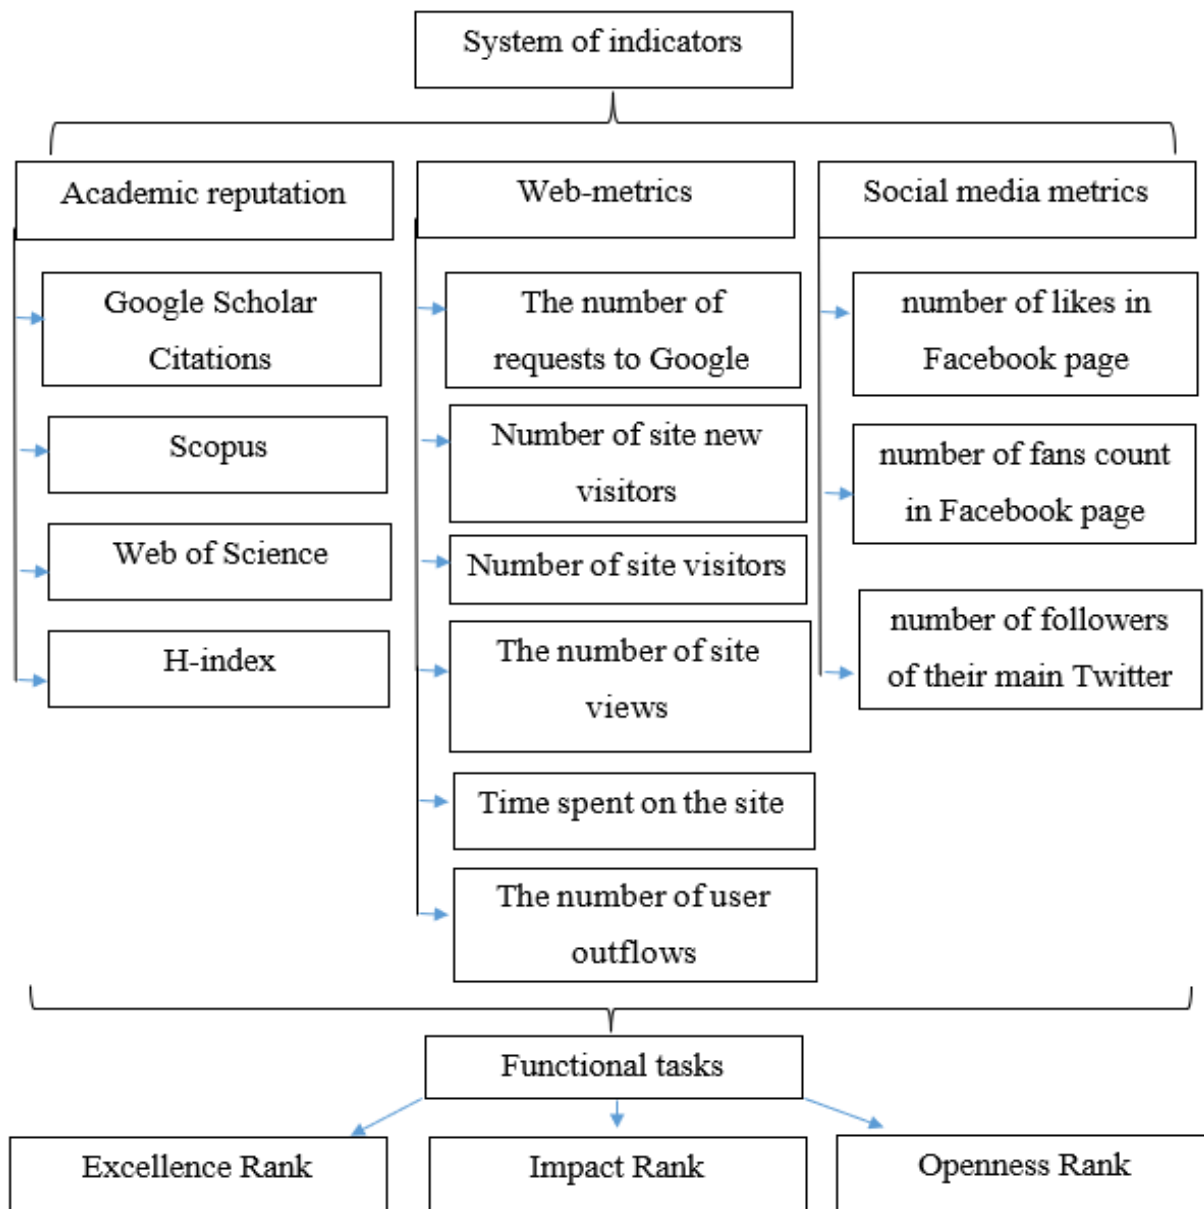 System of indicators
Academic reputation
Google Scholar
Citations
Scopus
Web of Science
H-index
Web-metrics
The number of
requests to Google
Number of site new
visitors
Number of site visitors
The number of site
views
Time spent on the site
The number of user
outflows
Social media metrics
number of likes in
Facebook page
number of fans count
in Facebook page
number of followers
of their main Twitter
Functional tasks
Excellence Rank
Impact Rank
Openness Rank